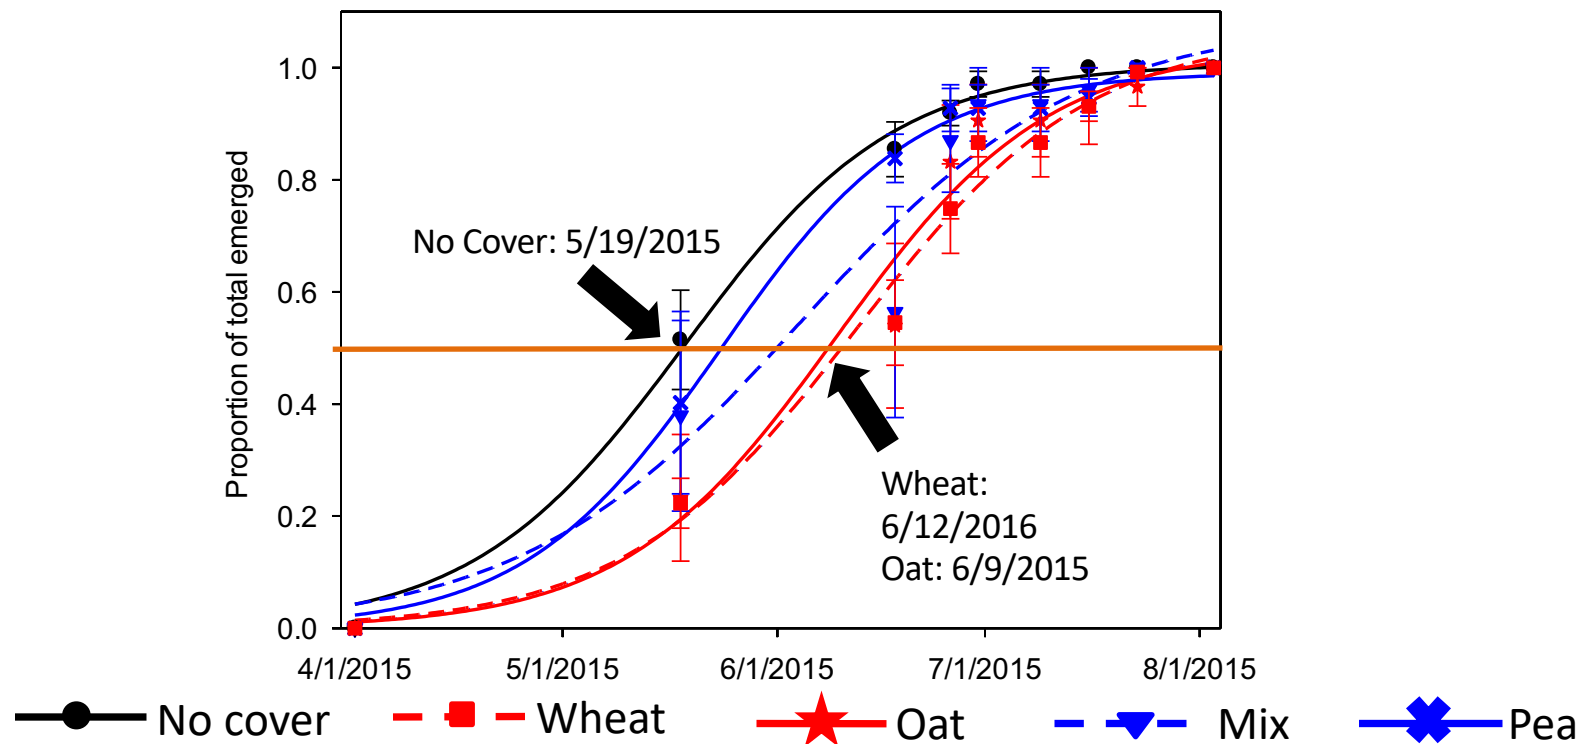 Proportion of total emerged
1.0
0.8
0.6
0.4
0.2
0.0
No Cover: 5/19/2015
Wheat:
6/12/2016
Oat: 6/9/2015
4/1/2015 5/1/2015 6/1/2015 7/1/2015 8/1/2015
No cover Wheat Oat Mix Pea